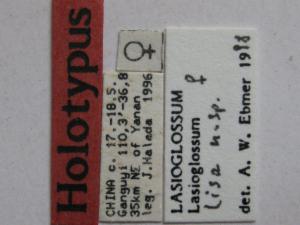 Holotypus
♀
CHINA c. 17.-18.5.
Ganguyi 110,3'-36,8
35km NE of Yanan
leg. J.Halada 1996
LASIOGLOSSUM
Lasioglossum ♀
lisa n.sp.
det. A. W. Ebmer 1998